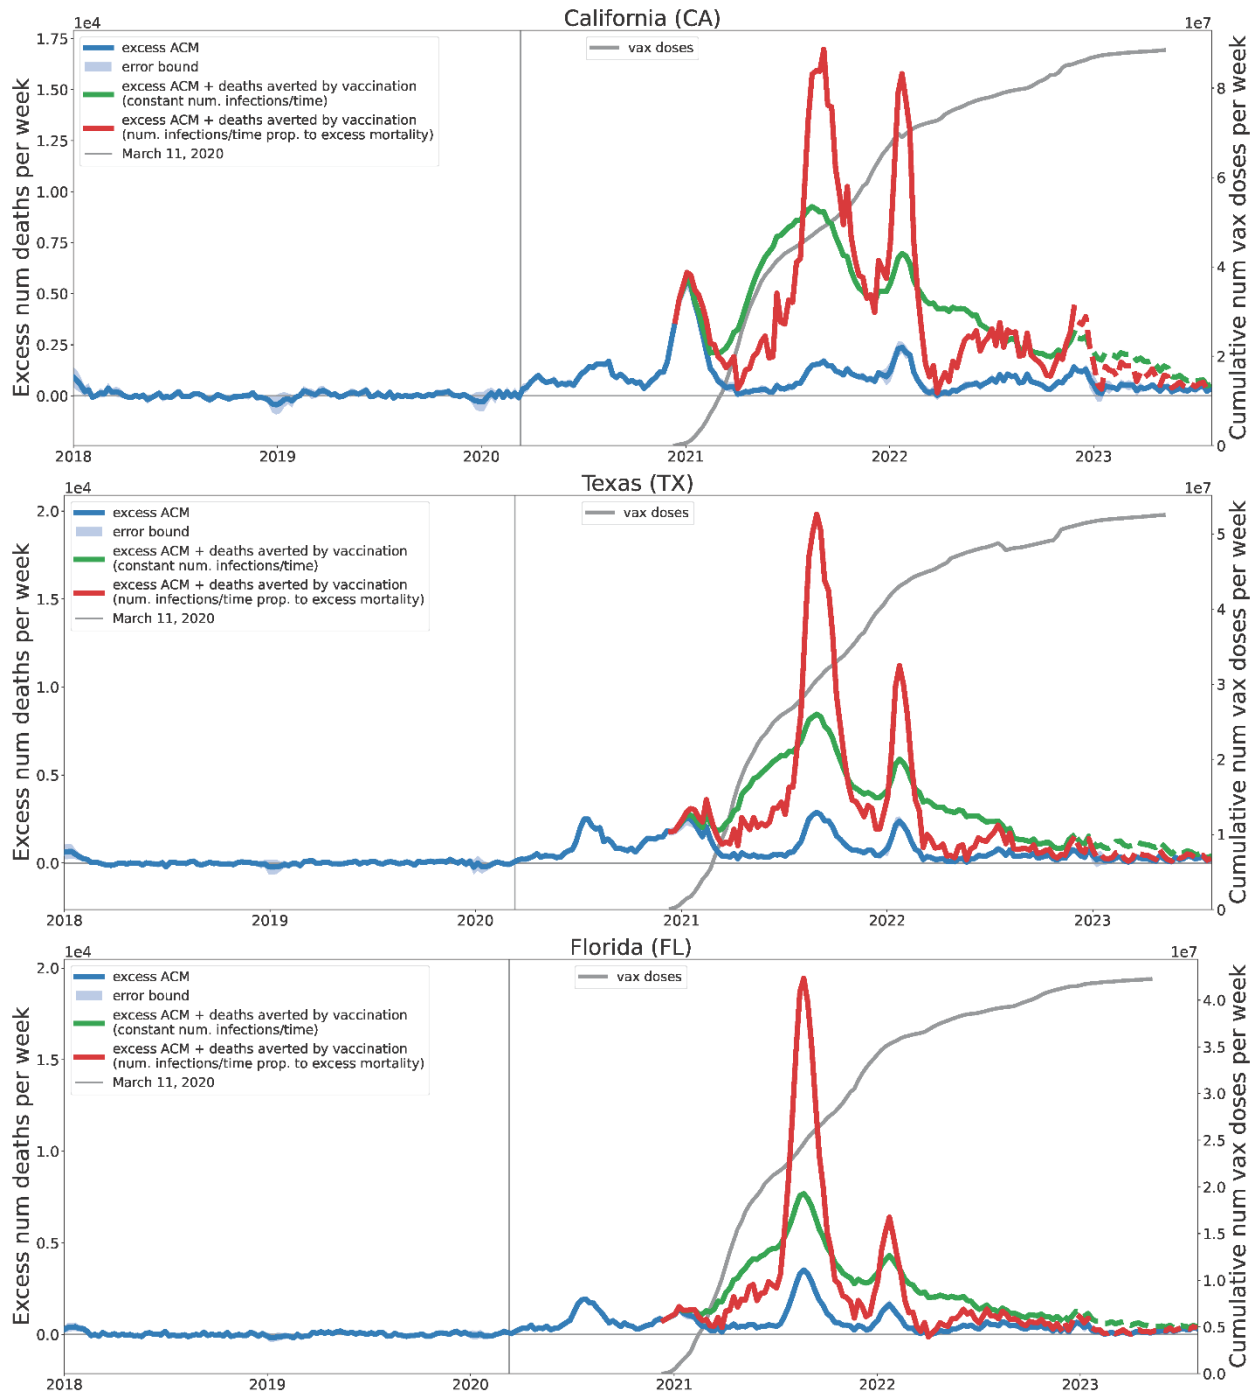 California (CA)
1e4
1e7
excess ACM
error bound
excess ACM + deaths averted by vaccination
(constant num. infections/time)
excess ACM + deaths averted by vaccination
(num. infections/time prop. to excess mortality)
March 11, 2020
vax doses
Excess num deaths per week
1.75
1.50
1.25
1.00
0.75
0.50
0.25
0.00
Cumulative num vax doses per week
8
6
4
2
0
2018 2019 2020 2021 2022 2023
Texas (TX)
1e4
1e7
excess ACM
error bound
excess ACM + deaths averted by vaccination
(constant num. infections/time)
excess ACM + deaths averted by vaccination
(num. infections/time prop. to excess mortality)
March 11, 2020
vax doses
Excess num deaths per week
2.0
1.5
1.0
0.5
0.0
Cumulative num vax doses per week
5
4
3
2
1
0
2018 2019 2020 2021 2022 2023
Florida (FL)
1e4
1e7
excess ACM
error bound
excess ACM + deaths averted by vaccination
(constant num. infections/time)
excess ACM + deaths averted by vaccination
(num. infections/time prop. to excess mortality)
March 11, 2020
vax doses
Excess num deaths per week
2.0
1.5
1.0
0.5
0.0
Cumulative num vax doses per week
4.0
3.5
3.0
2.5
2.0
1.5
1.0
0.5
0.0
2018 2019 2020 2021 2022 2023